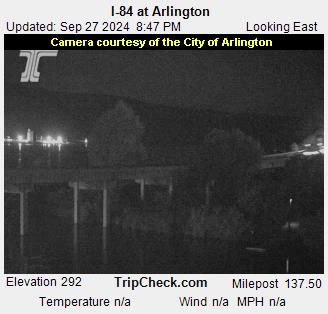 I-84 at Arlington
Updated: Sep 27 2024 8:47 PM Looking East
Camera courtesy of the City of Arlington
Elevation 292 TripCheck.com Milepost 137.50
Temperature n/a Wind n/a MPH n/a